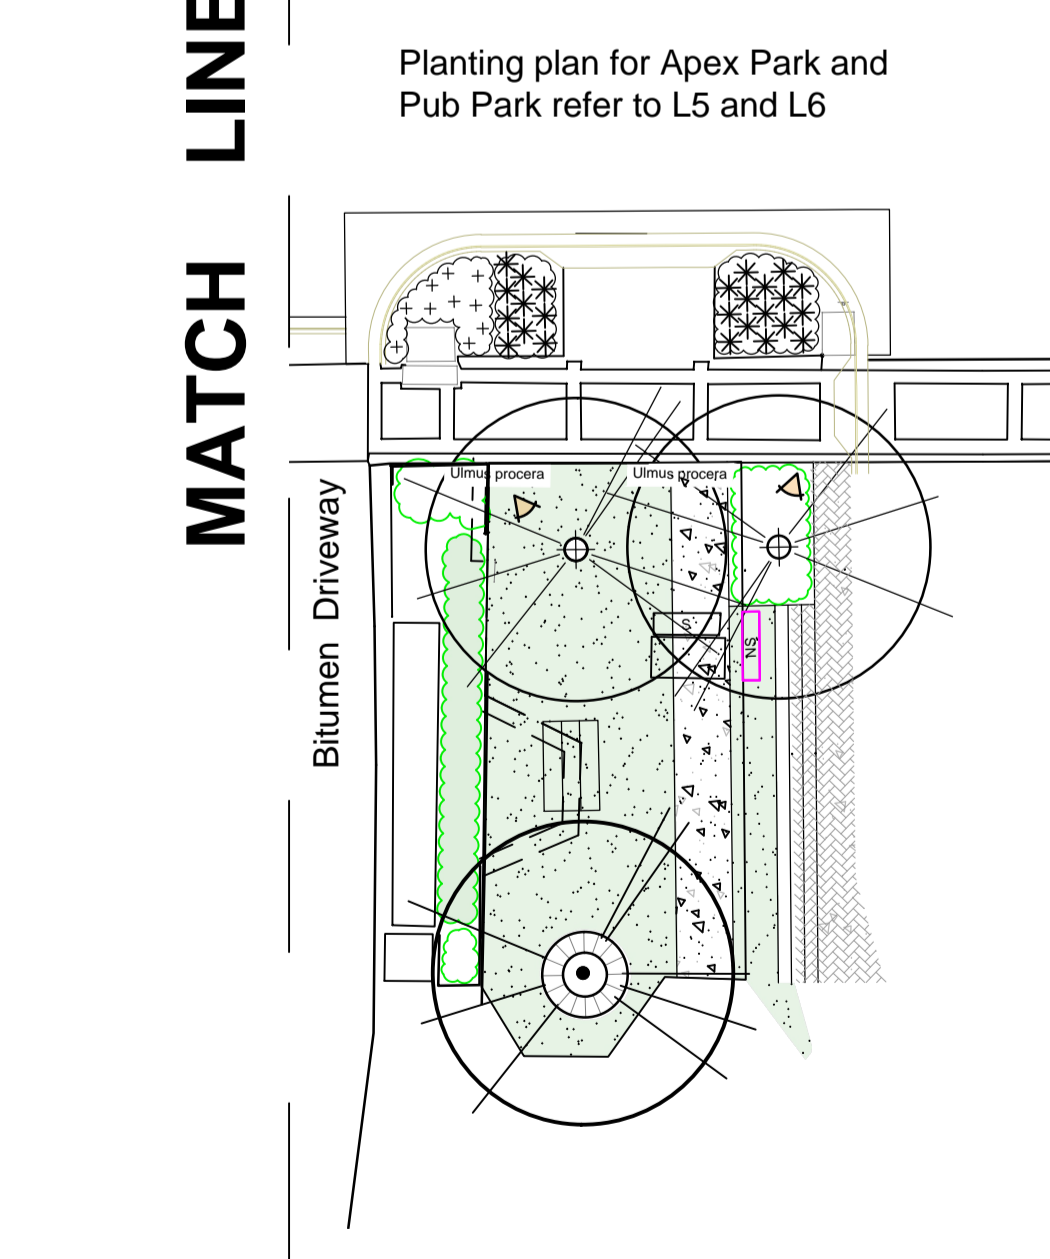 Planting plan for Apex Park and
Pub Park refer to L5 and L6
MATCH LINE
Bitumen Driveway
Ulmus procera
Ulmus procera
S
NS